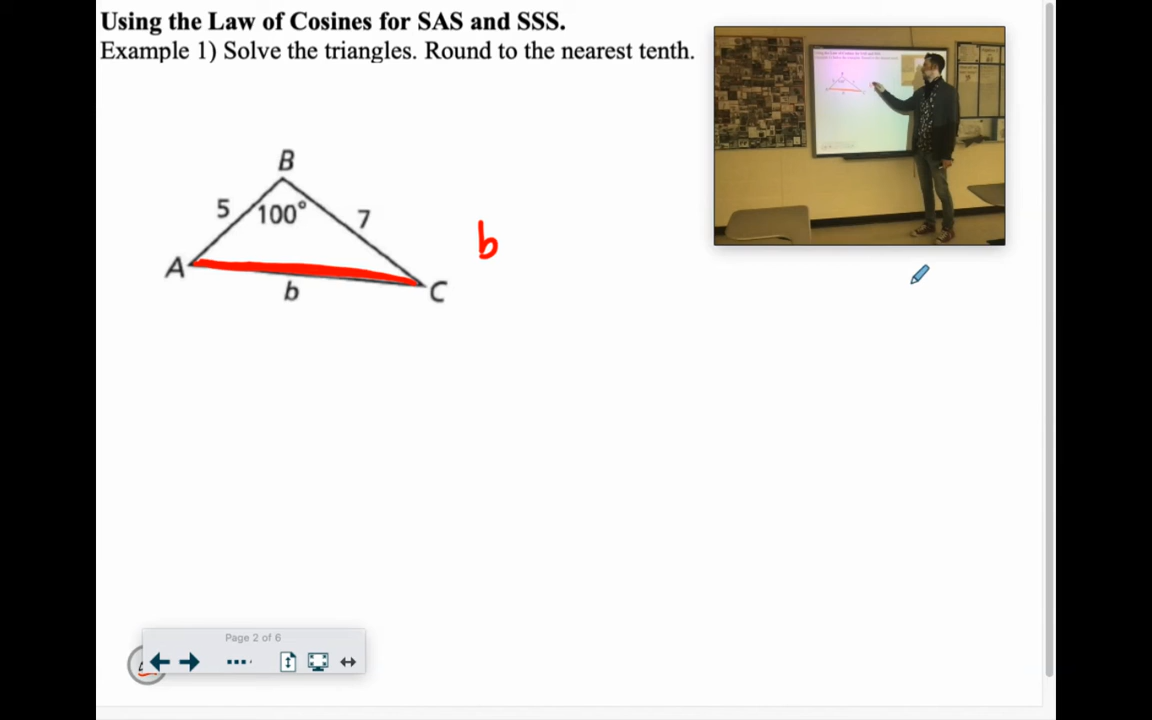 Using the Law of Cosines for SAS and SSS.
Example 1) Solve the triangles. Round to the nearest tenth.
B
5
100°
7
b
A
b
C
Page 2 of 6